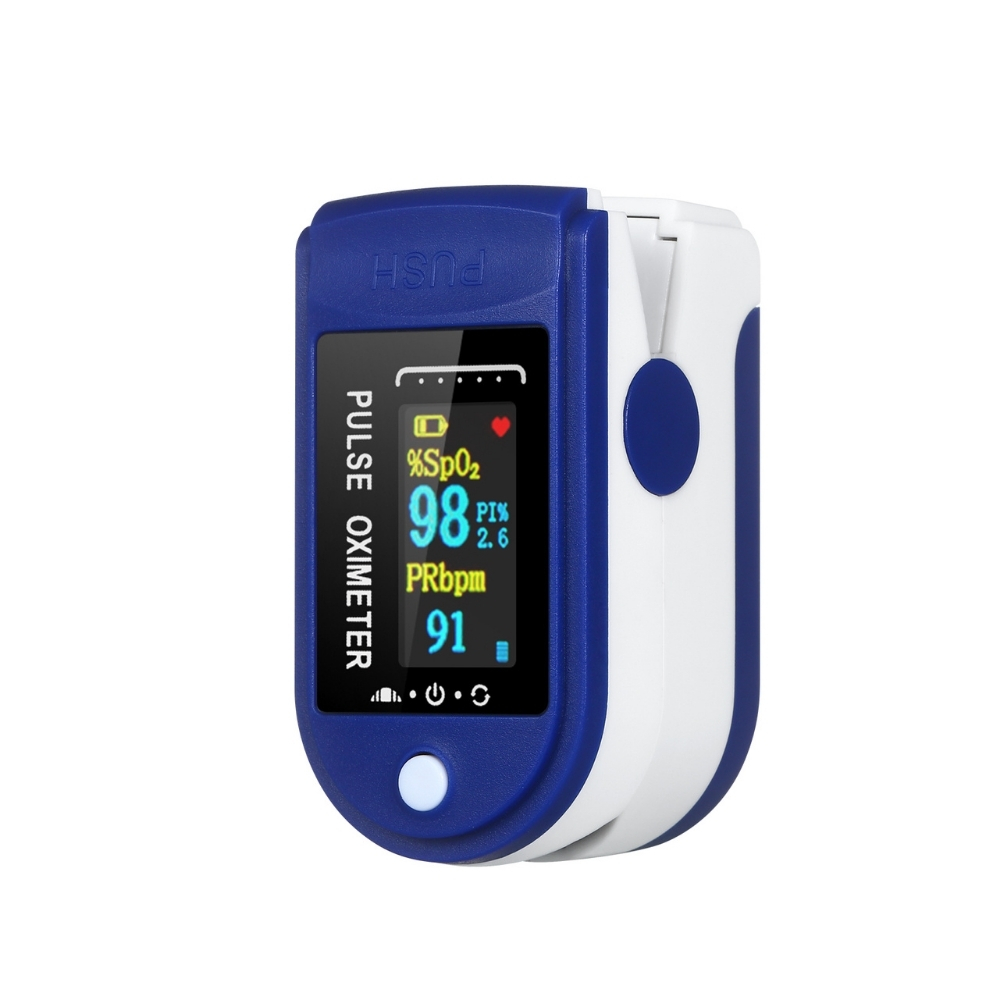 PUSH
PULSE OXIMETER
%SpO₂
98
PI%
2.6
PRbpm
91